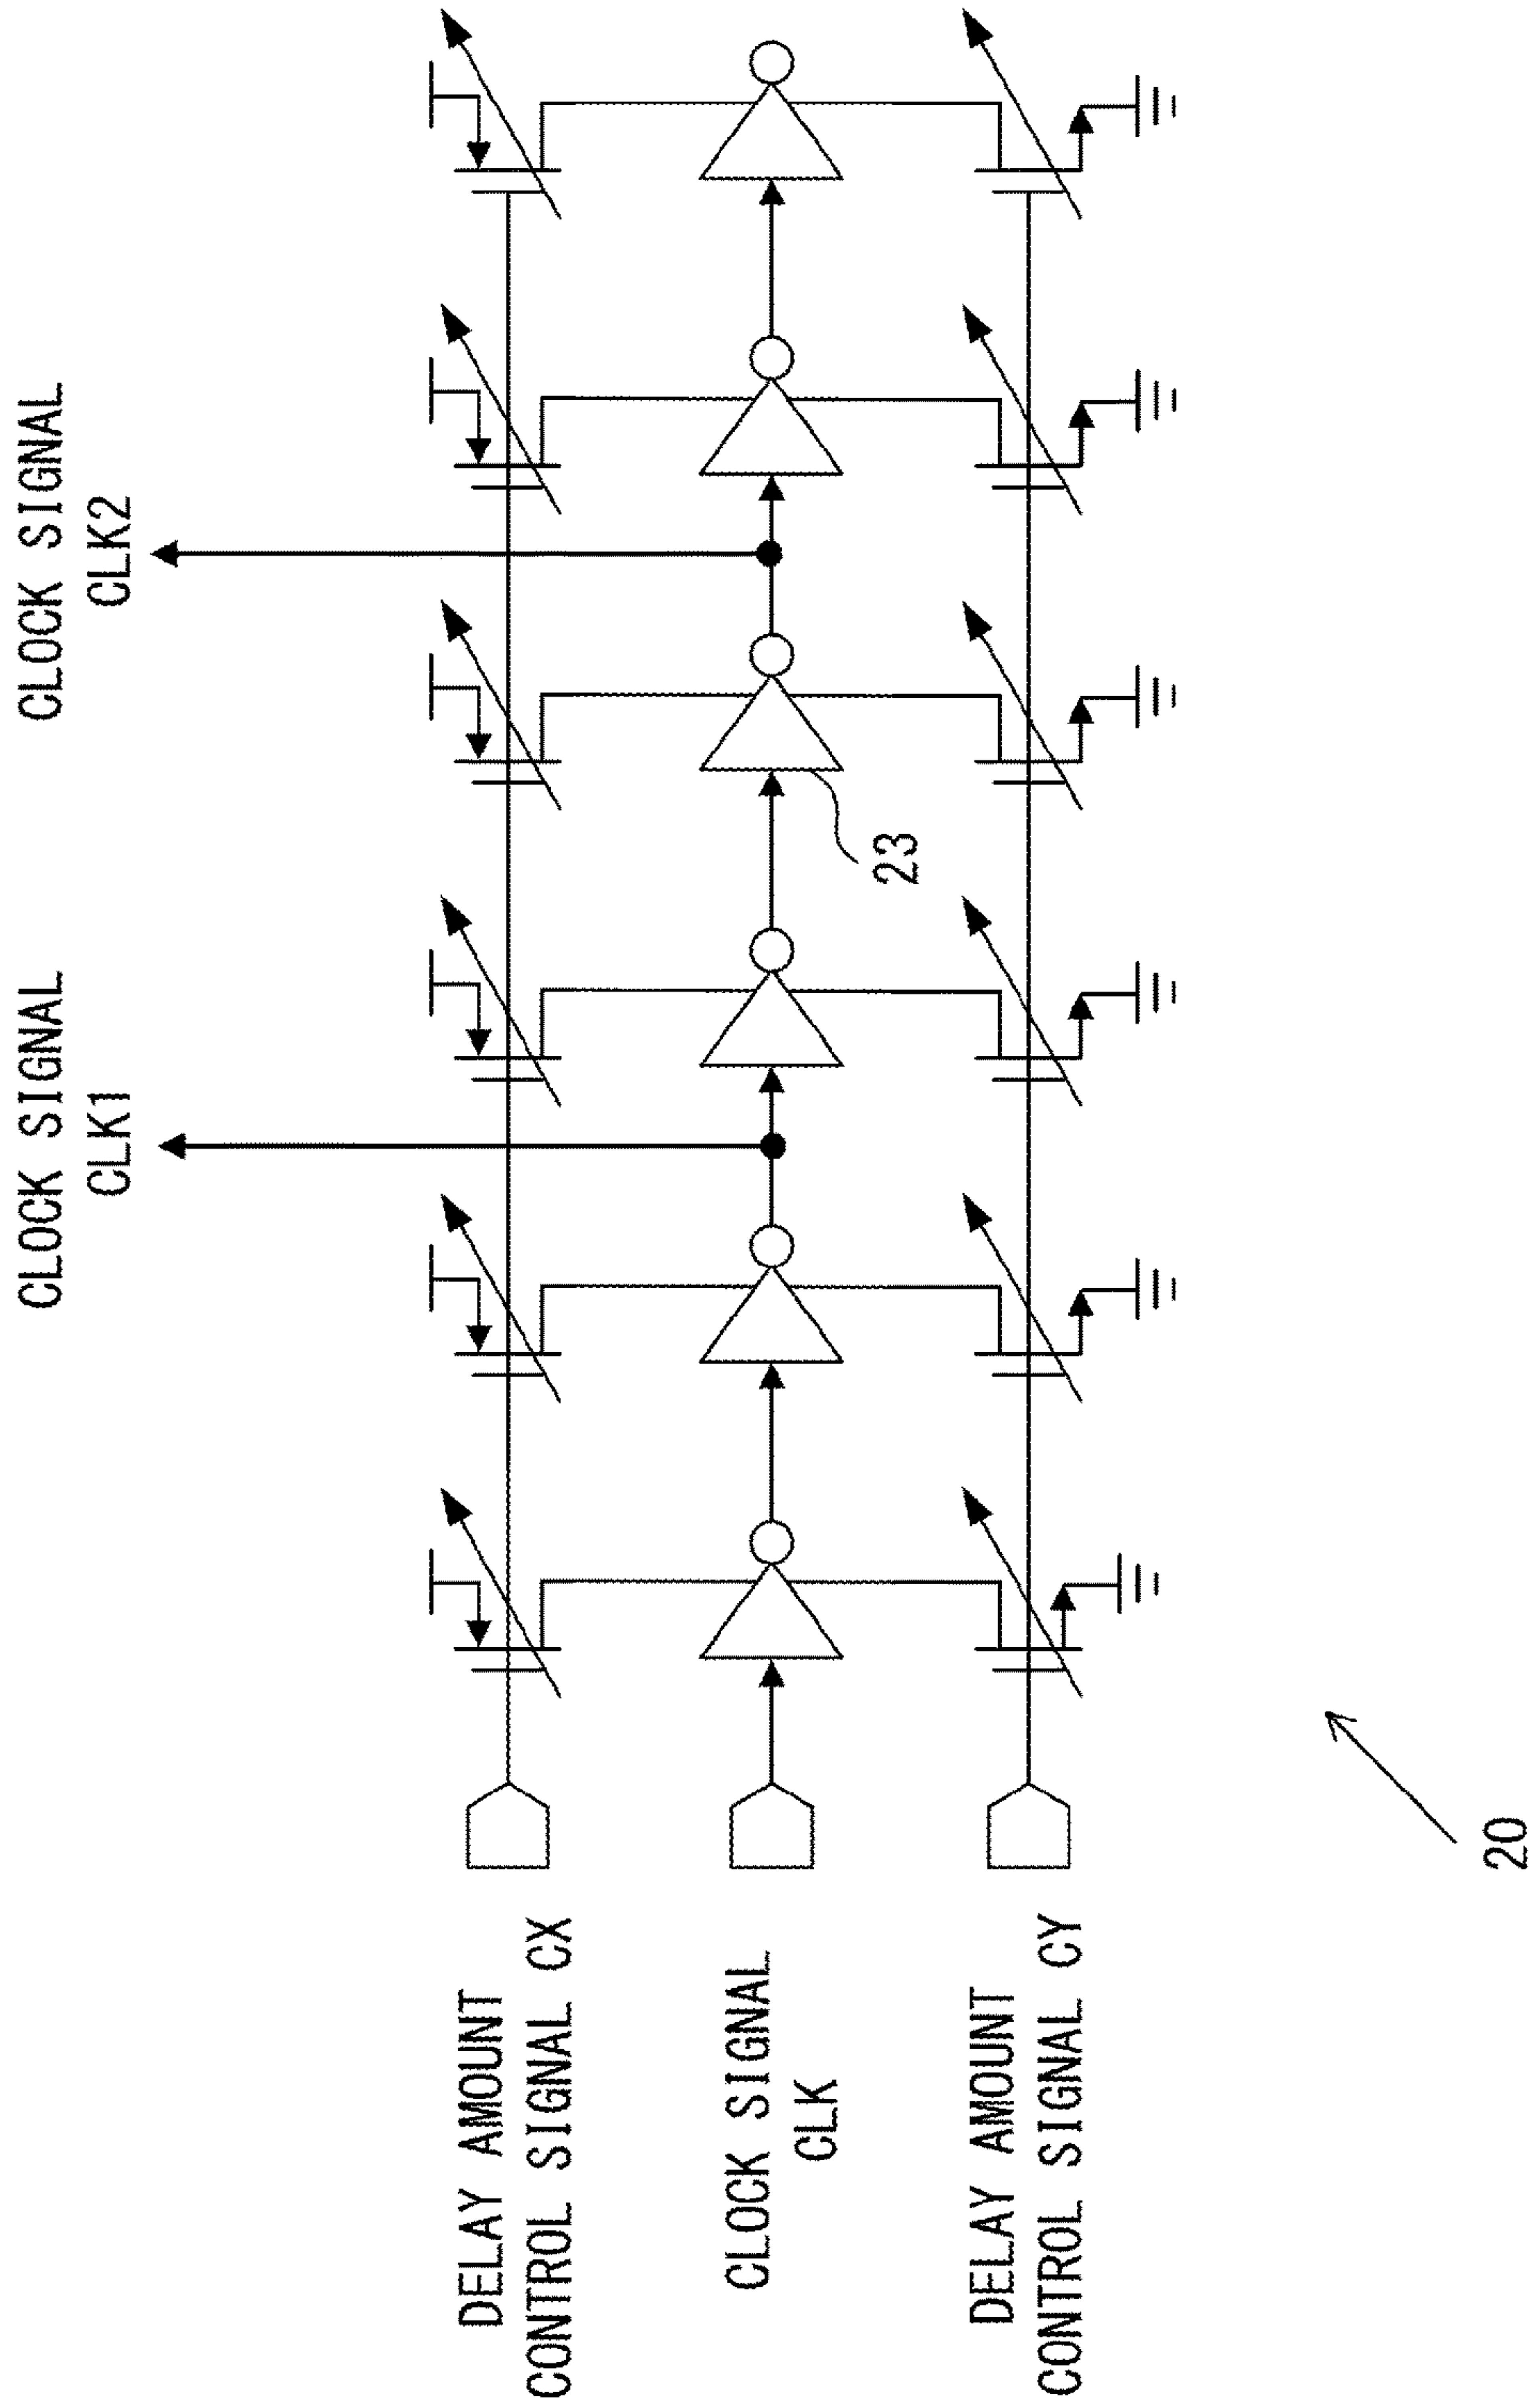 CLOCK SIGNAL
CLK1
CLOCK SIGNAL
CLK2
DELAY AMOUNT
CONTROL SIGNAL CX
CLOCK SIGNAL
CLK
23
DELAY AMOUNT
CONTROL SIGNAL CY
20